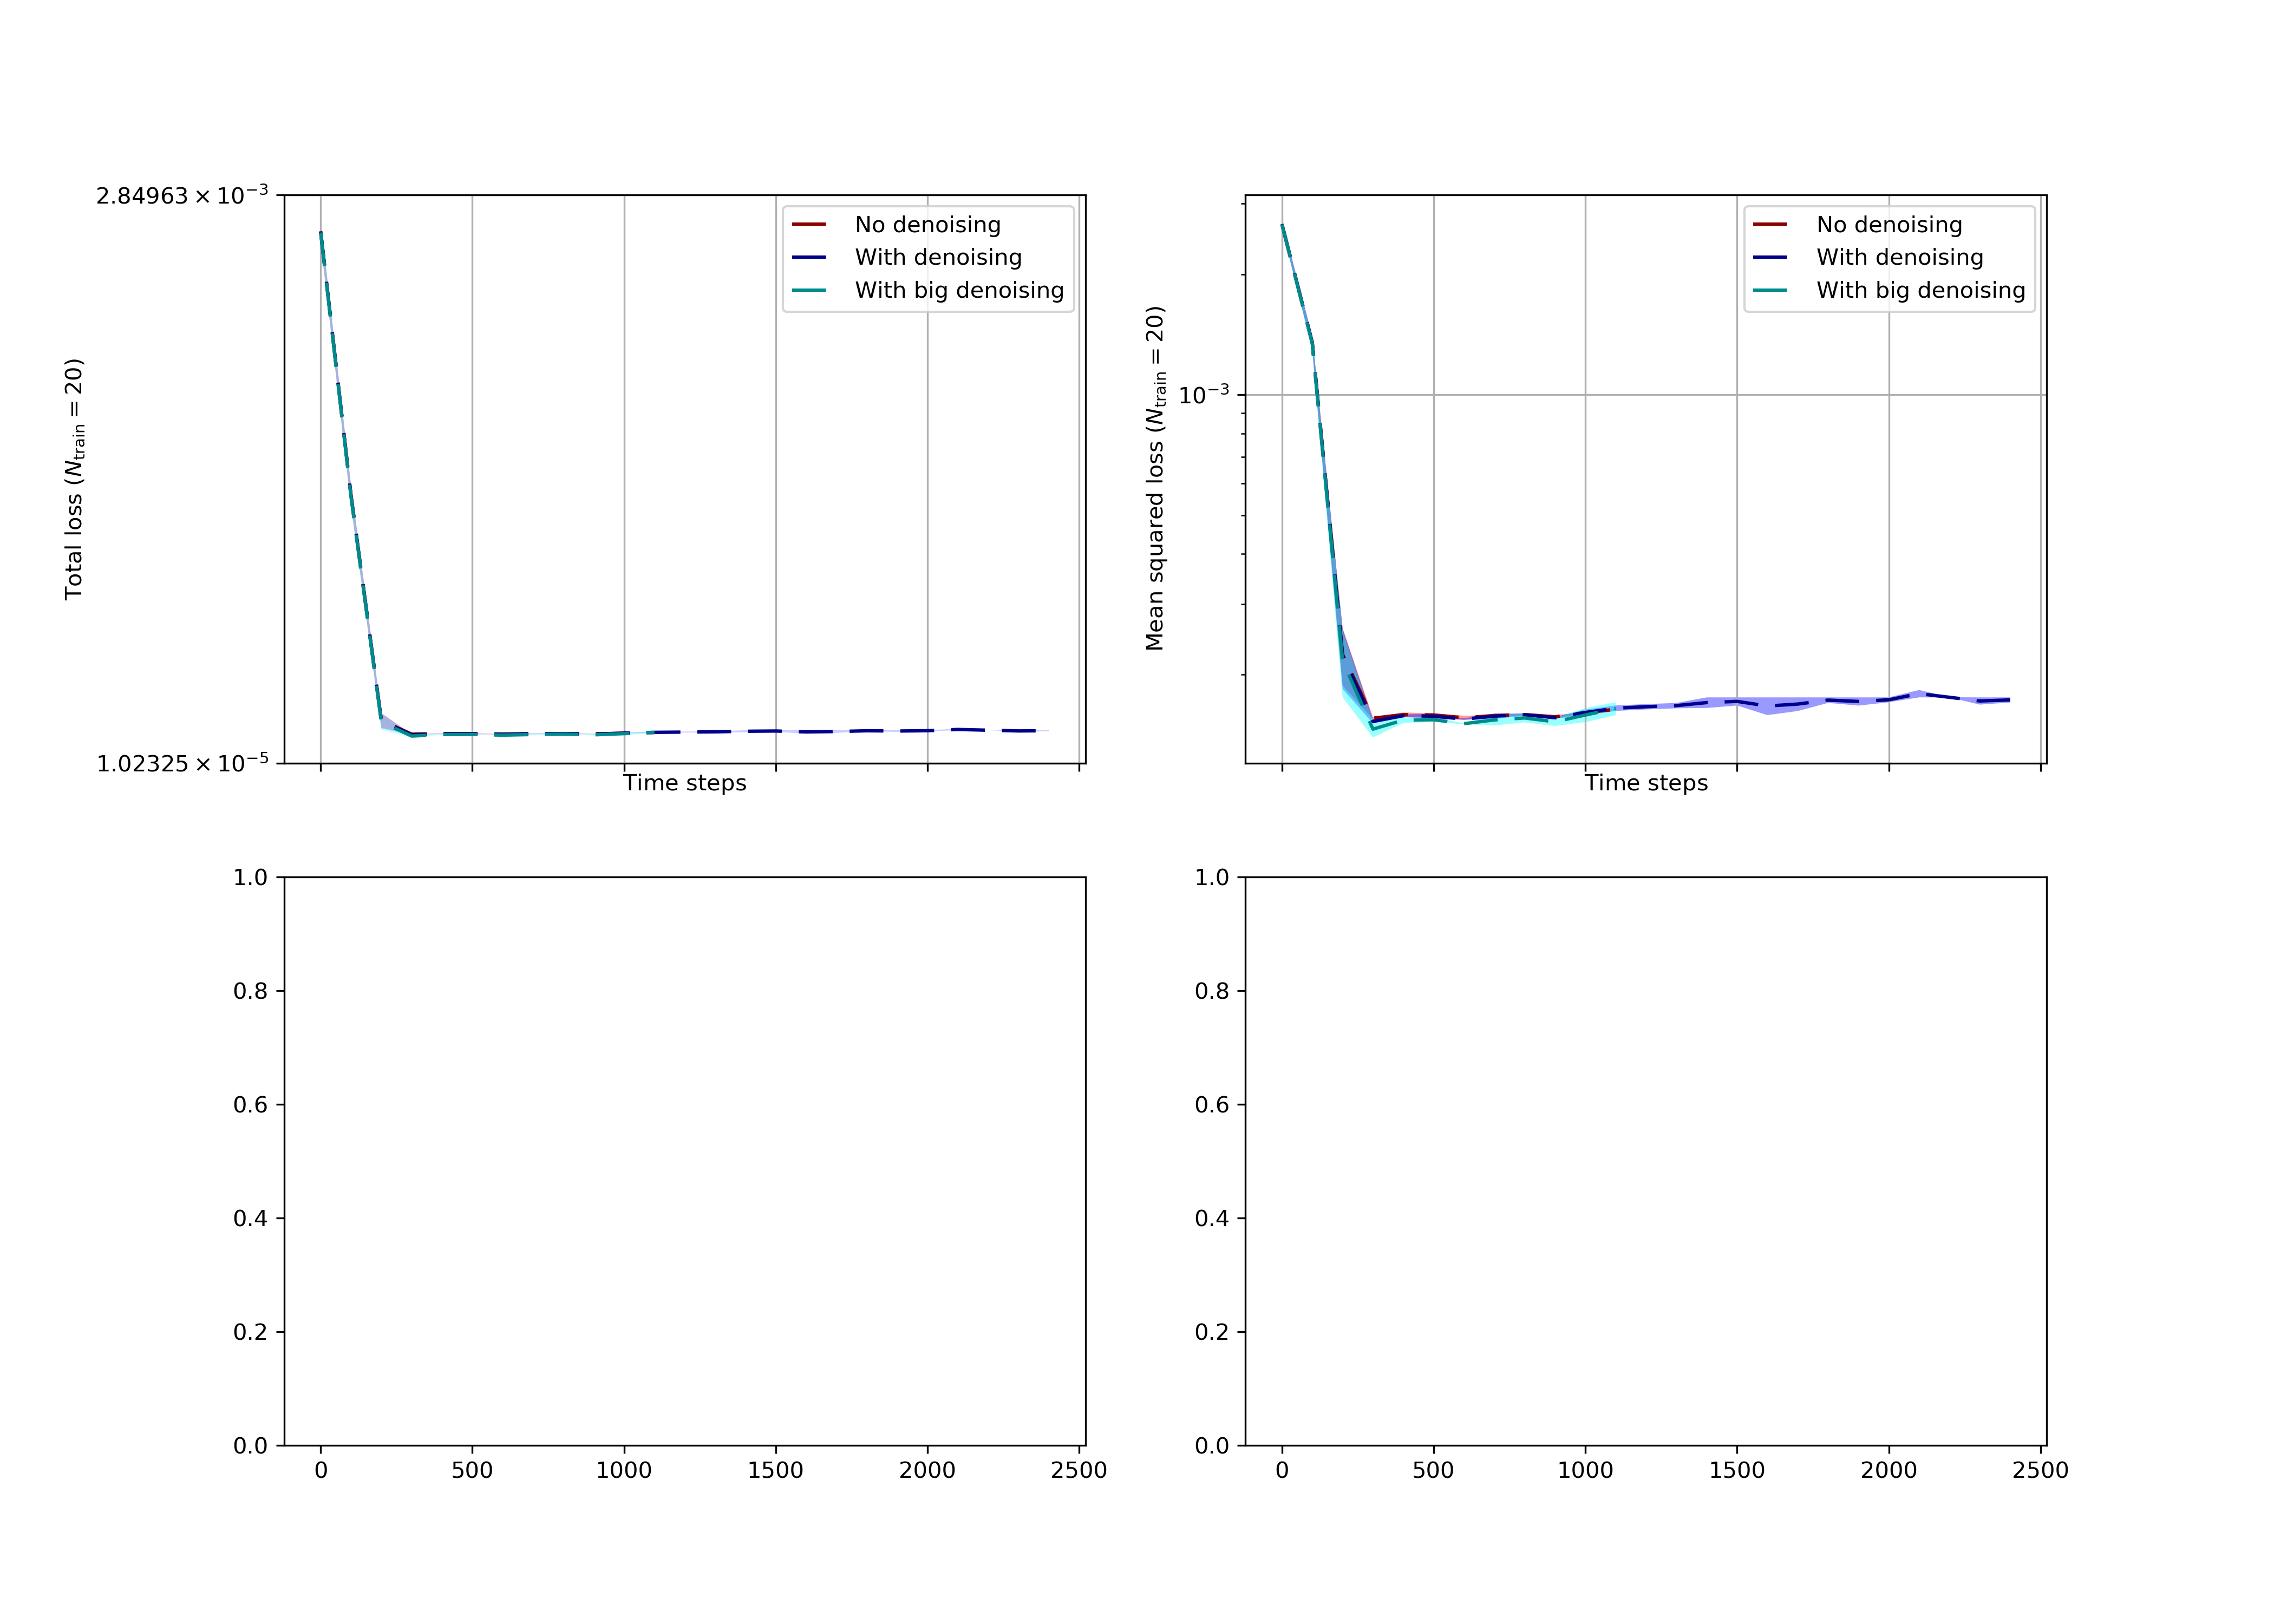 2.84963 × 10⁻³
1.02325 × 10⁻⁵
Total loss (N_train = 20)
Time steps
No denoising
With denoising
With big denoising
10⁻³
Mean squared loss (N_train = 20)
Time steps
No denoising
With denoising
With big denoising
1.0
0.8
0.6
0.4
0.2
0.0
0 500 1000 1500 2000 2500
1.0
0.8
0.6
0.4
0.2
0.0
0 500 1000 1500 2000 2500